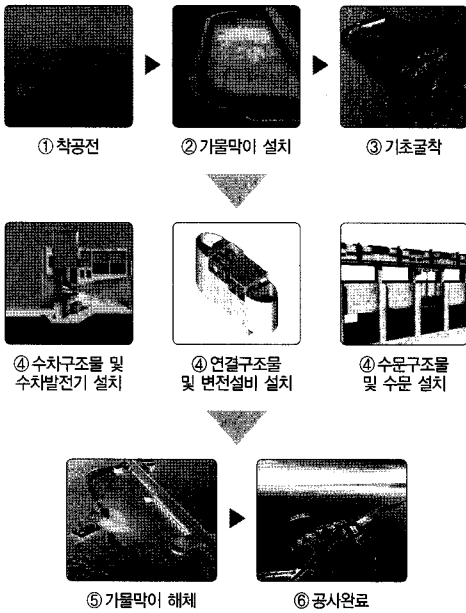 ① 착공전
② 가물막이 설치
③ 기초굴착
④ 수차구조물 및
수차발전기 설치
④ 연결구조물
및 변전설비 설치
④ 수문구조물
및 수문 설치
⑤ 가물막이 해체
⑥ 공사완료